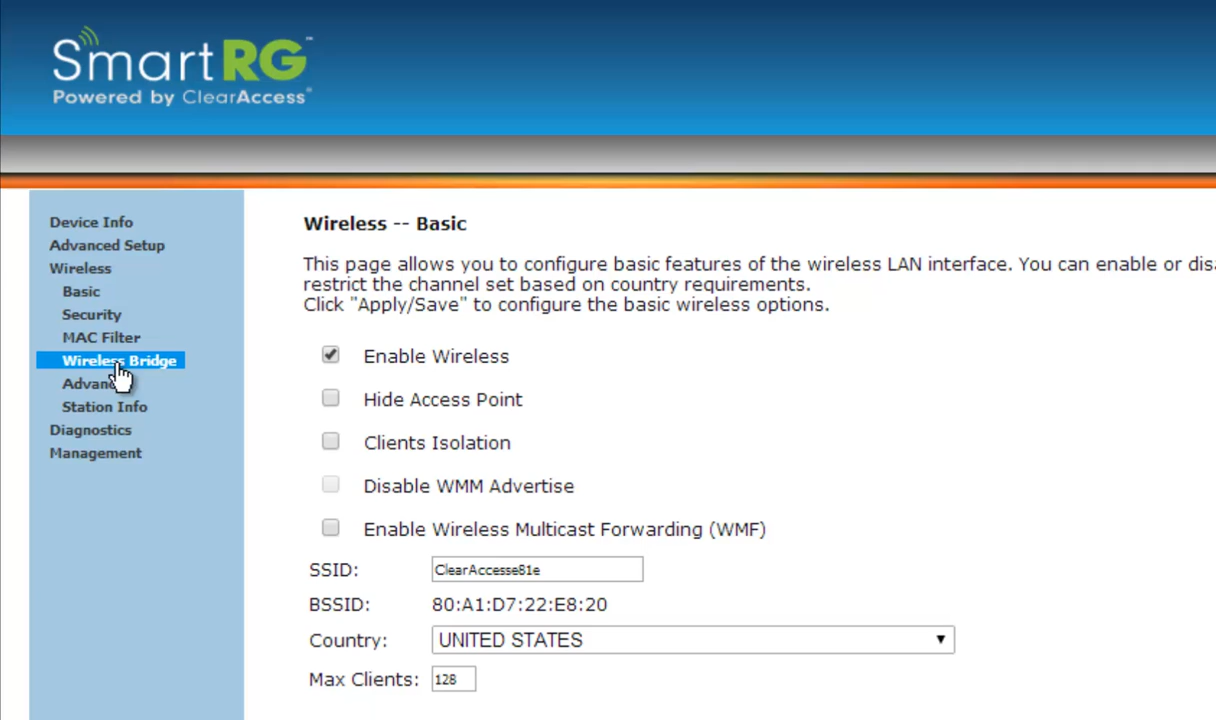 SmartRG™
Powered by ClearAccess™
Device Info
Advanced Setup
Wireless
Basic
Security
MAC Filter
Wireless Bridge
Station Info
Diagnostics
Management
Wireless -- Basic
This page allows you to configure basic features of the wireless LAN interface. You can enable or
restrict the channel set based on country requirements.
Click "Apply/Save" to configure the basic wireless options.
Enable Wireless
Hide Access Point
Clients Isolation
Disable WMM Advertise
Enable Wireless Multicast Forwarding (WMF)
SSID: ClearAccesse81e
BSSID: 80:A1:D7:22:E8:20
Country: UNITED STATES
Max Clients: 128